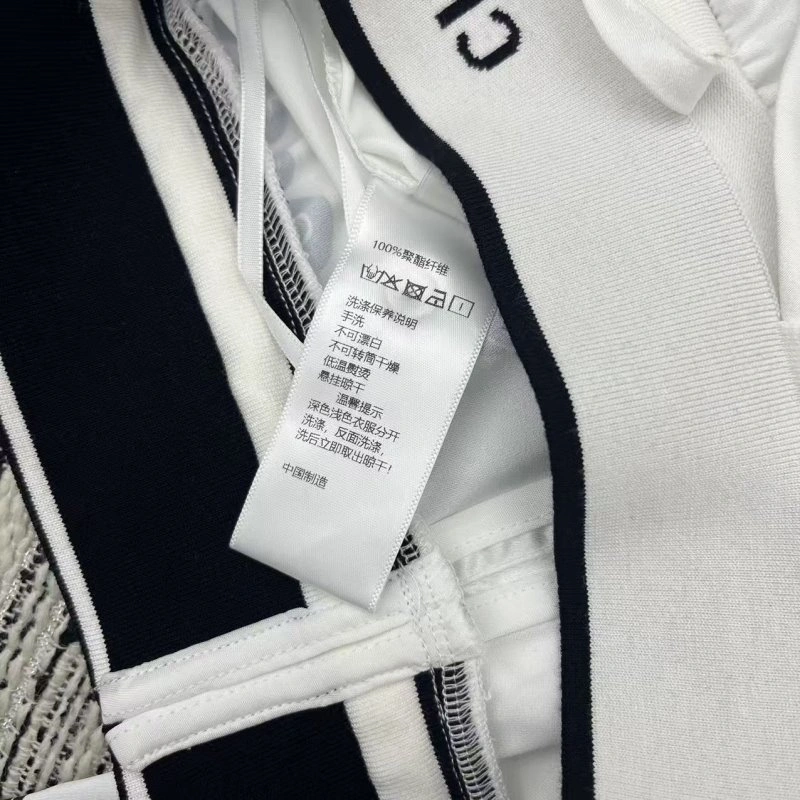 CI
100%聚酯纤维
洗涤保养说明
手洗
不可漂白
不可转筒干燥
低温熨烫
悬挂晾干
温馨提示
深色浅色衣服分开
洗涤，反面洗涤，
洗后立即取出晾干！
中国制造